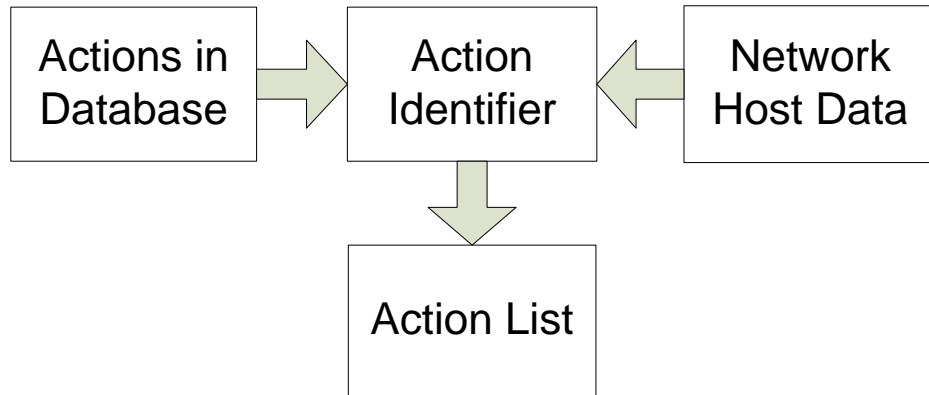 Actions in
Database
Action
Identifier
Network
Host Data
Action List